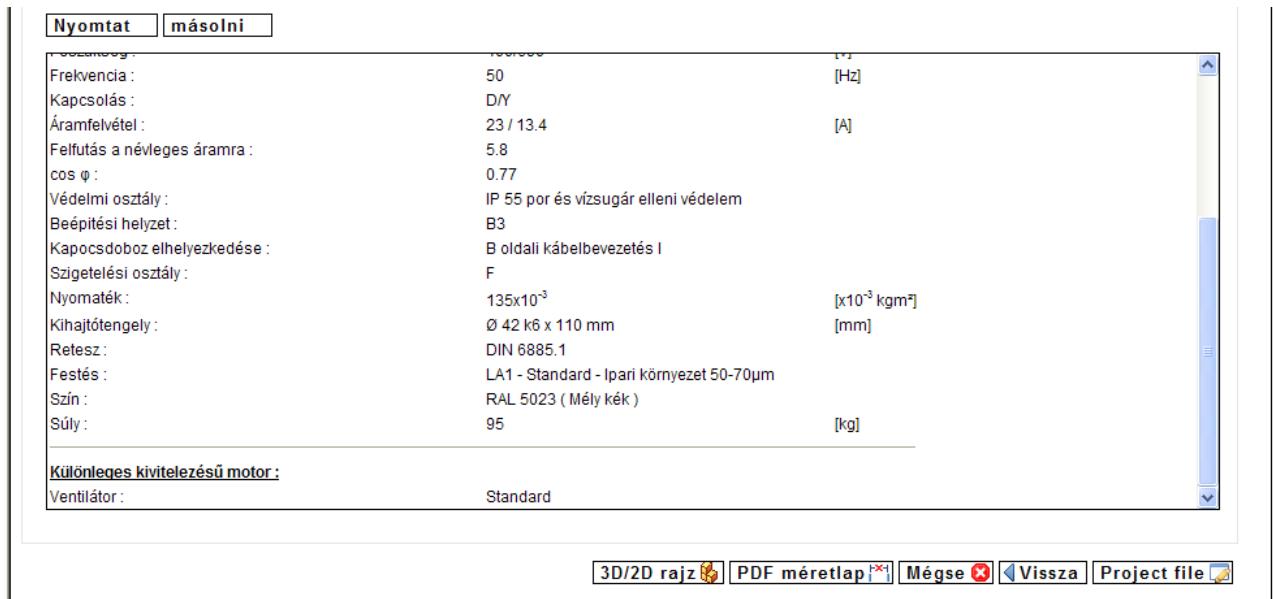 Nyomtat másolni
Frekvencia : 50 [Hz]
Kapcsolás : D/Y
Áramfelvétel : 23 / 13.4 [A]
Felfutás a névleges áramra : 5.8
cos φ : 0.77
Védelmi osztály : IP 55 por és vízsugár elleni védelem
Beépitési helyzet : B3
Kapocsdoboz elhelyezkedése : B oldali kábelbevezetés I
Szigetelési osztály : F
Nyomaték : 135x10⁻³ [x10⁻³ kgm²]
Kihajtótengely : Ø 42 k6 x 110 mm [mm]
Retesz : DIN 6885.1
Festés : LA1 - Standard - Ipari környezet 50-70µm
Szín : RAL 5023 ( Mély kék )
Súly : 95 [kg]
Különleges kivitelezésű motor :
Ventilátor : Standard
3D/2D rajz PDF méretlap Mégse Vissza Project file